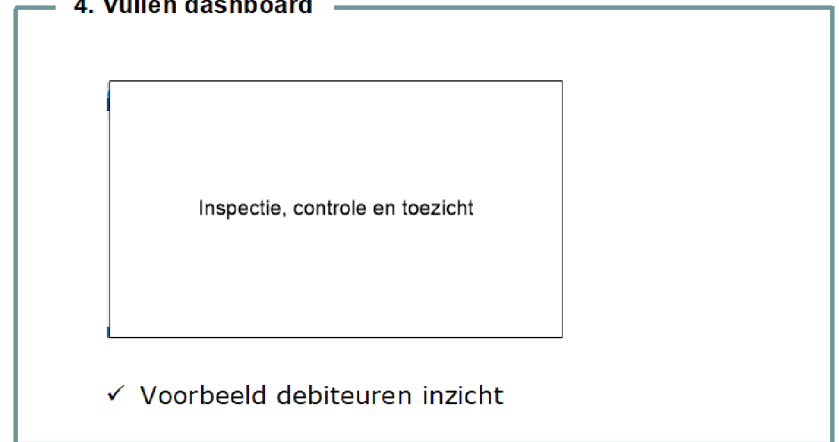 4. Vullen dashboard
Inspectie, controle en toezicht
✓ Voorbeeld debiteuren inzicht